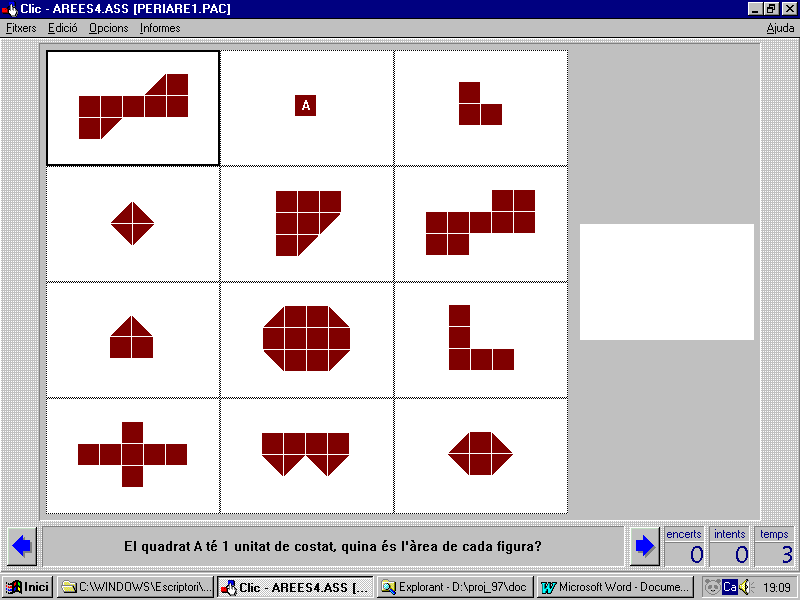 Clic - AREES4.ASS [PERIARE1.PAC]
Fitxers Edició Opcions Informes Ajuda
A
El quadrat A té 1 unitat de costat, quina és l'àrea de cada figura?
encerts intents temps
0 0 3
Inici C:\WINDOWS\Escriptori\... Clic - AREES4.ASS [... Explorant - D:\proj_97\doc Microsoft Word - Docume... Ca 19:09